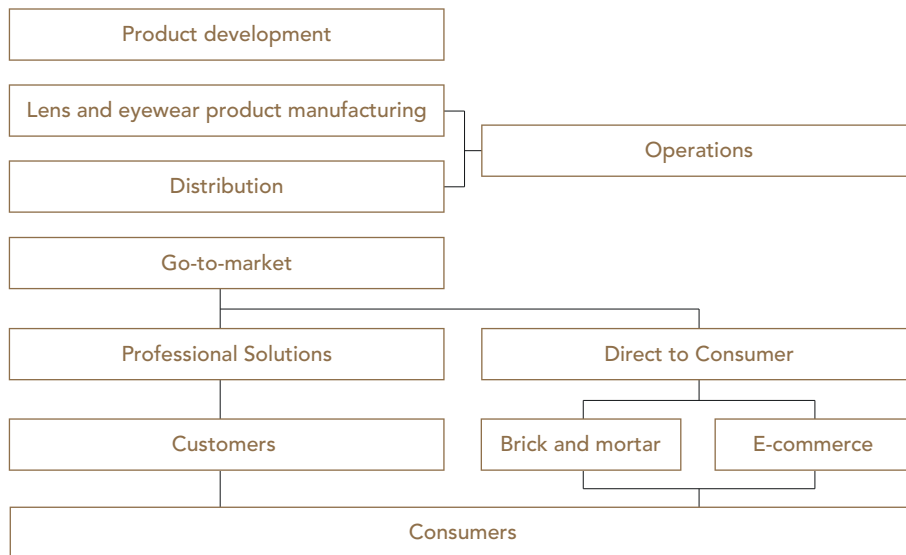 Product development
Lens and eyewear product manufacturing
Operations
Distribution
Go-to-market
Professional Solutions
Direct to Consumer
Customers
Brick and mortar
E-commerce
Consumers